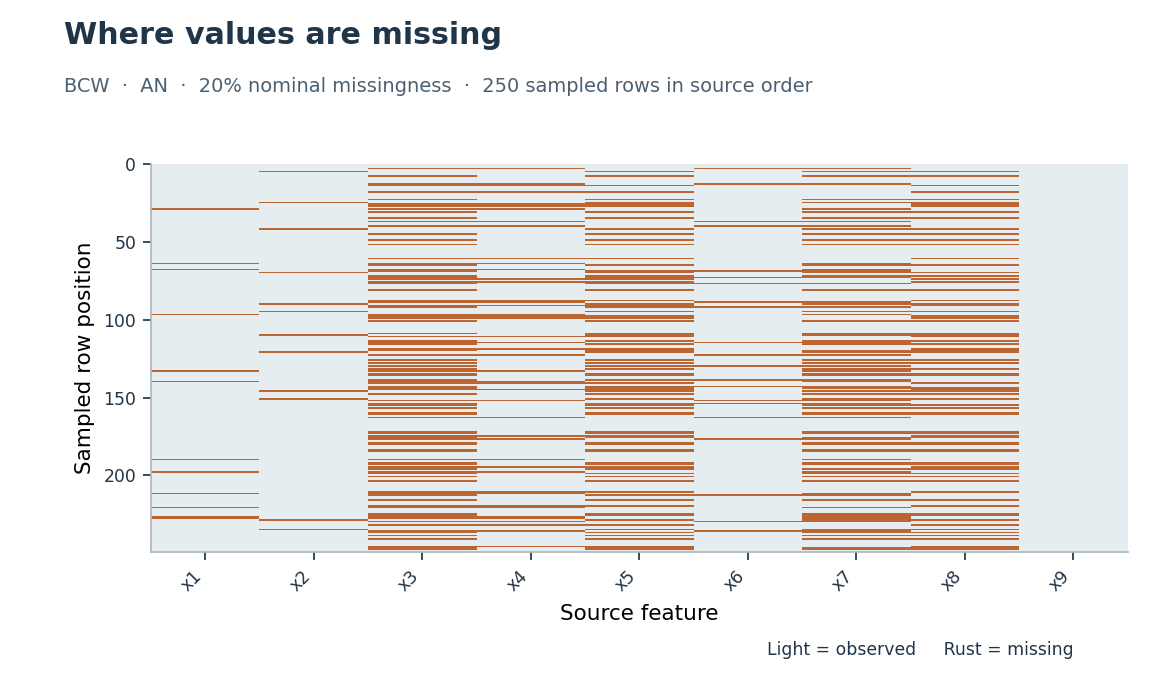 Where values are missing
BCW · AN · 20% nominal missingness · 250 sampled rows in source order
0
50
100
150
200
Sampled row position
x1 x2 x3 x4 x5 x6 x7 x8 x9
Source feature
Light = observed Rust = missing